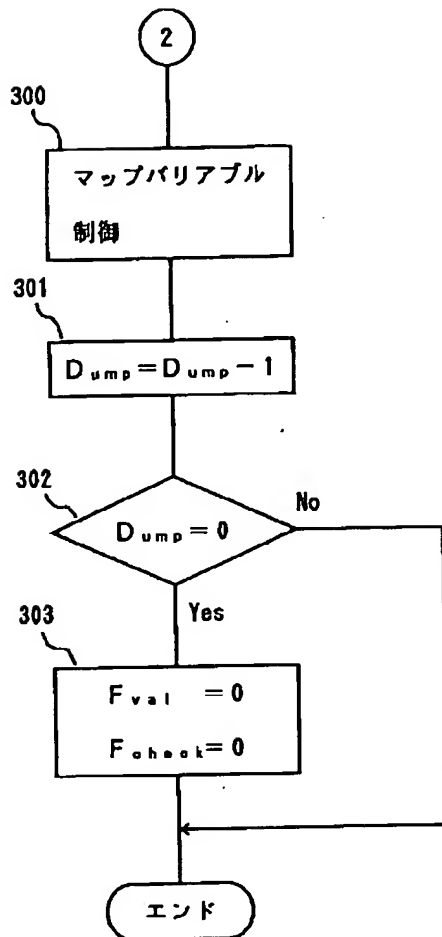 2
300
マップバリアブル
制御
301
Dump=Dump-1
302
Dump=0
No
Yes
303
Fval =0
Fcheck=0
エンド